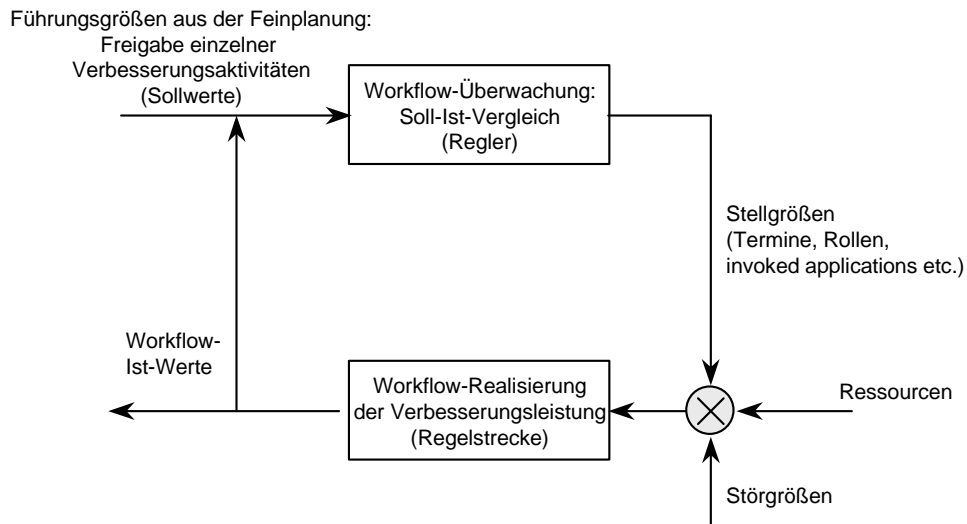 Führungsgrößen aus der Feinplanung:
Freigabe einzelner
Verbesserungsaktivitäten
(Sollwerte)
Workflow-Überwachung:
Soll-Ist-Vergleich
(Regler)
Stellgrößen
(Termine, Rollen,
invoked applications etc.)
Workflow-
Ist-Werte
Workflow-Realisierung
der Verbesserungsleistung
(Regelstrecke)
Ressourcen
Störgrößen